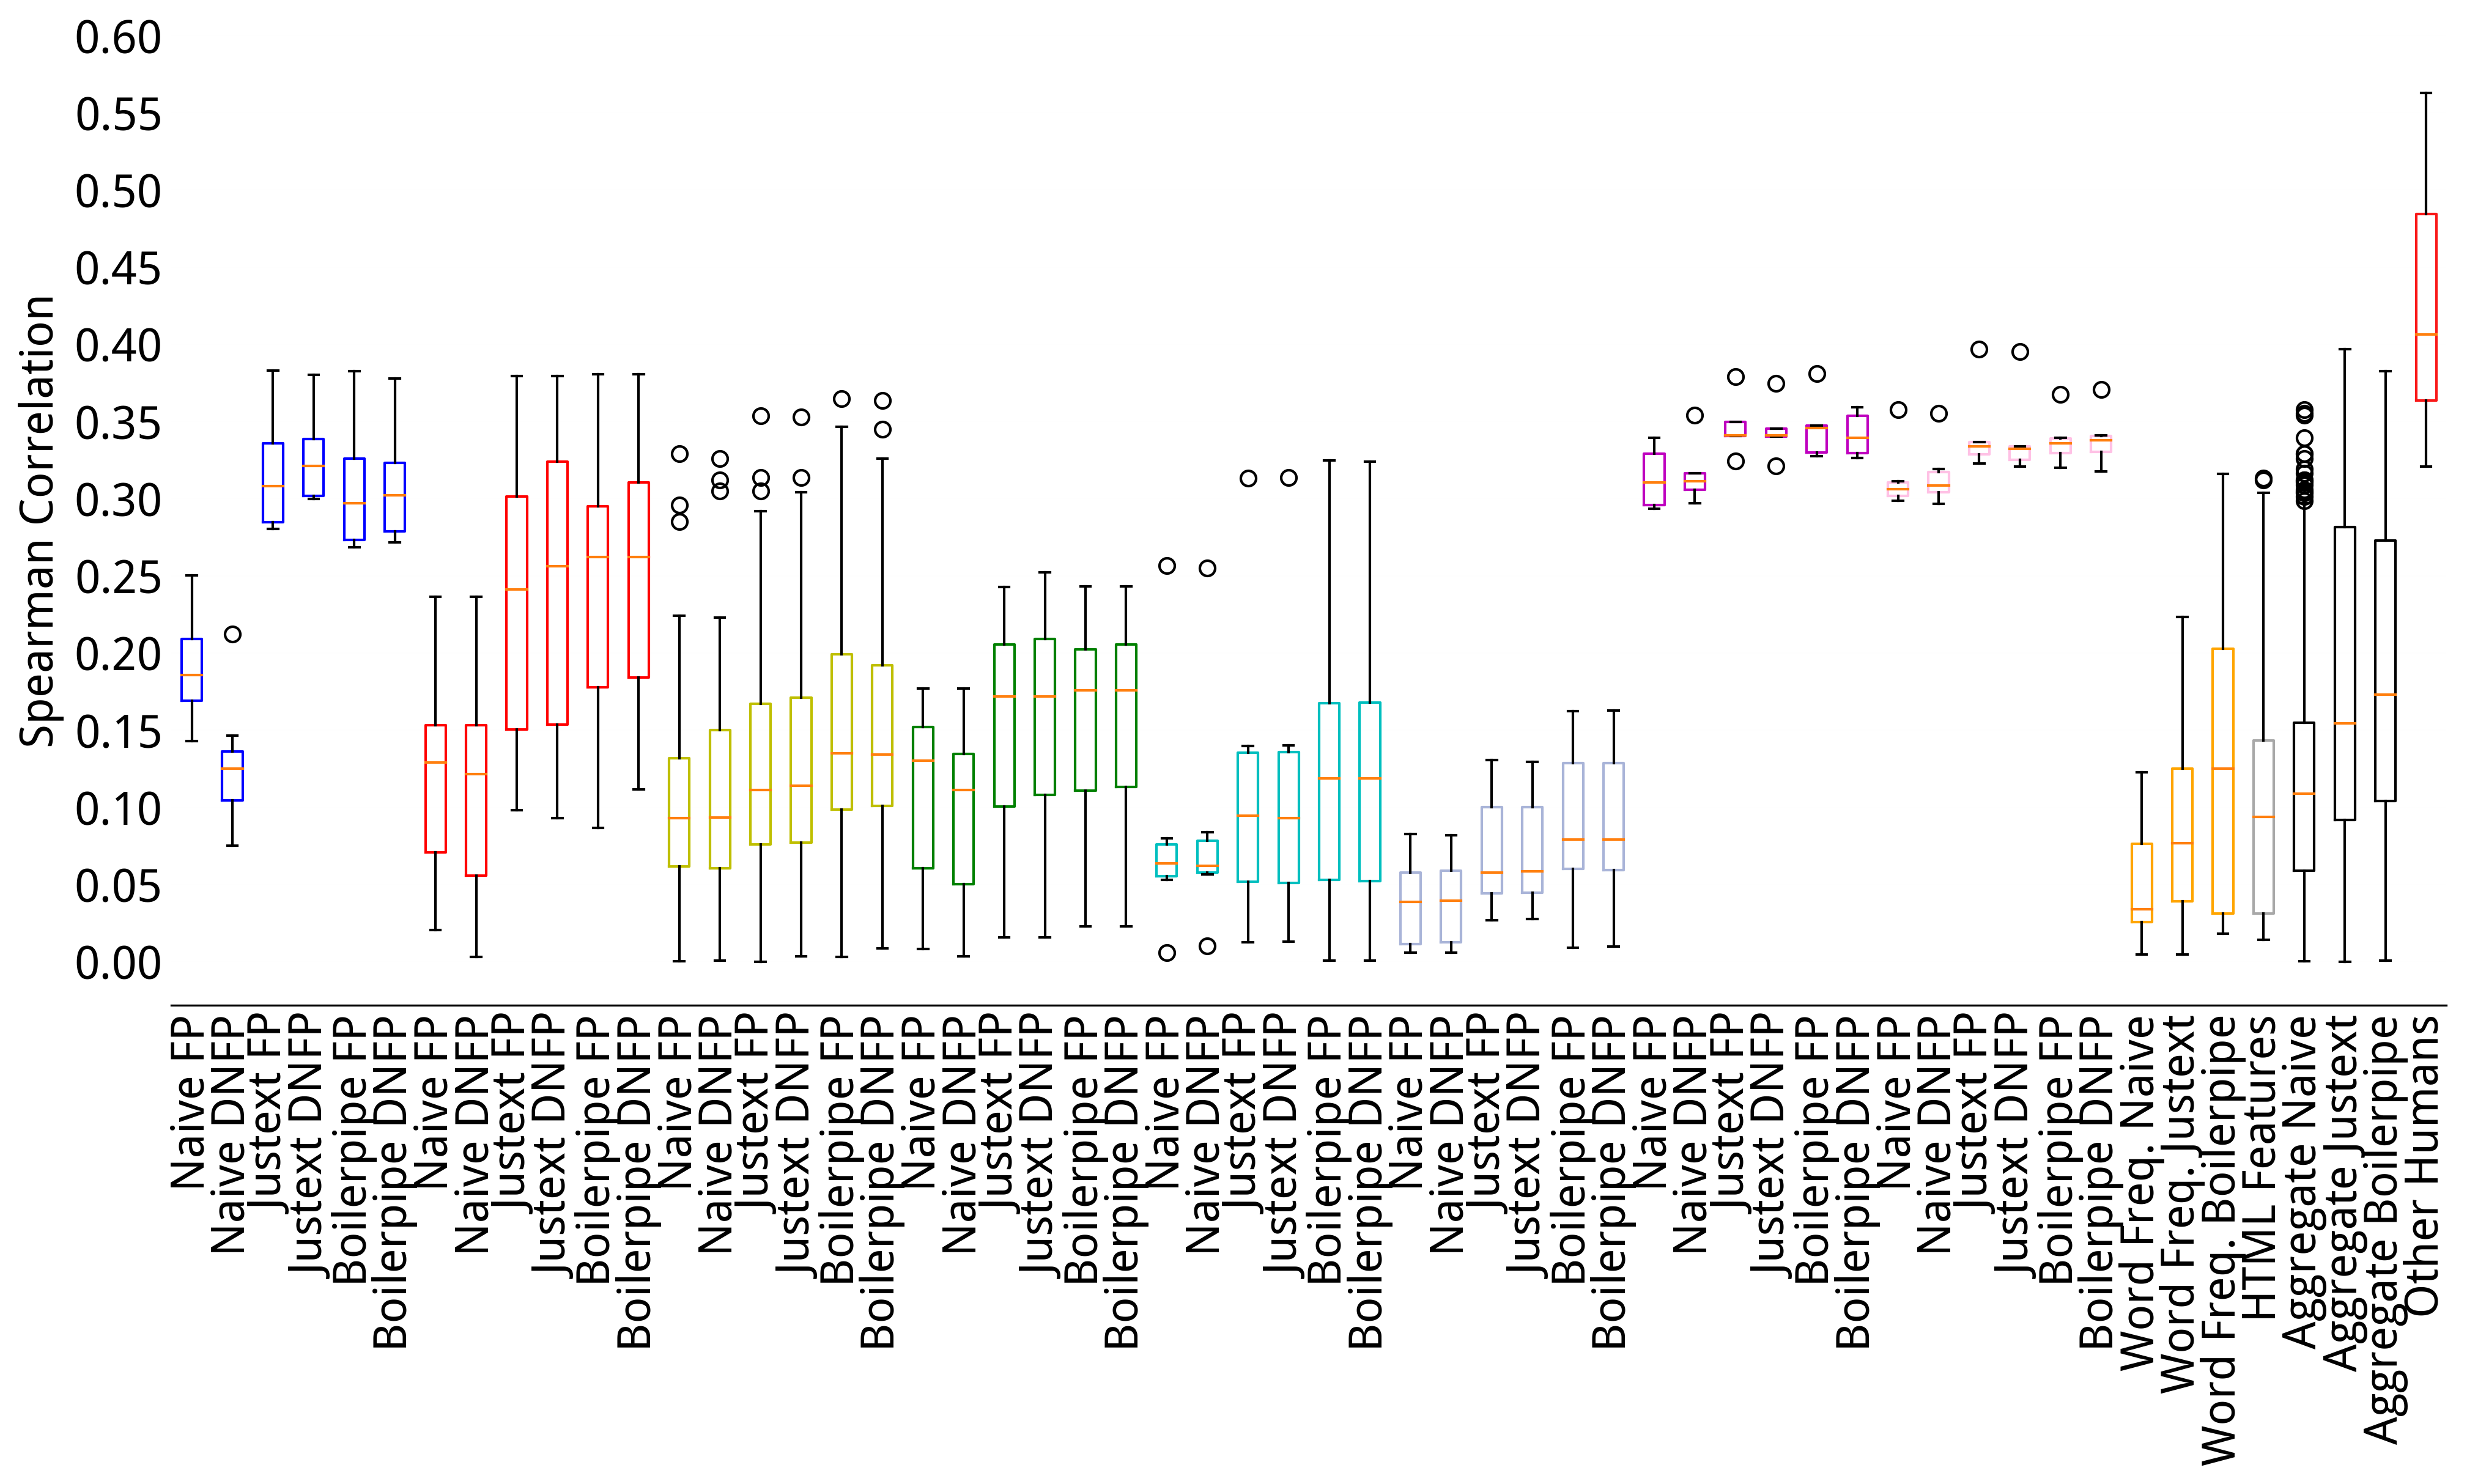 0.60
0.55
0.50
0.45
0.40
0.35
0.30
0.25
0.20
0.15
0.10
0.05
0.00
Spearman Correlation
Naive FP
Naive DNFP
Justext FP
Justext DNFP
Boilerpipe FP
Boilerpipe DNFP
Naive FP
Naive DNFP
Justext FP
Justext DNFP
Boilerpipe FP
Boilerpipe DNFP
Naive FP
Naive DNFP
Justext FP
Justext DNFP
Boilerpipe FP
Boilerpipe DNFP
Naive FP
Naive DNFP
Justext FP
Justext DNFP
Boilerpipe FP
Boilerpipe DNFP
Naive FP
Naive DNFP
Justext FP
Justext DNFP
Boilerpipe FP
Boilerpipe DNFP
Naive FP
Naive DNFP
Justext FP
Justext DNFP
Boilerpipe FP
Boilerpipe DNFP
Naive FP
Naive DNFP
Justext FP
Justext DNFP
Boilerpipe FP
Boilerpipe DNFP
Naive FP
Naive DNFP
Justext FP
Justext DNFP
Boilerpipe FP
Boilerpipe DNFP
Word Freq. Naive
Word Freq. Justext
Word Freq. Boilerpipe
HTML Features
Aggregate Naive
Aggregate Justext
Aggregate Boilerpipe
Other Humans